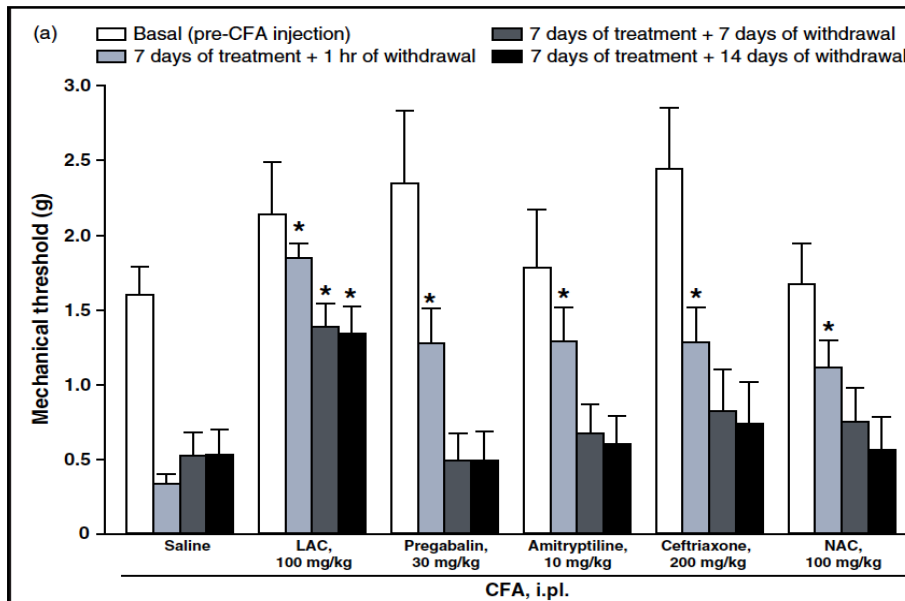 (a)
Basal (pre-CFA injection)
7 days of treatment + 1 hr of withdrawal
7 days of treatment + 7 days of withdrawal
7 days of treatment + 14 days of withdrawal
Mechanical threshold (g)
3.0
2.5
2.0
1.5
1.0
0.5
0
* * * * * * *
Saline
LAC,
100 mg/kg
Pregabalin,
30 mg/kg
Amitryptiline,
10 mg/kg
Ceftriaxone,
200 mg/kg
NAC,
100 mg/kg
CFA, i.pl.